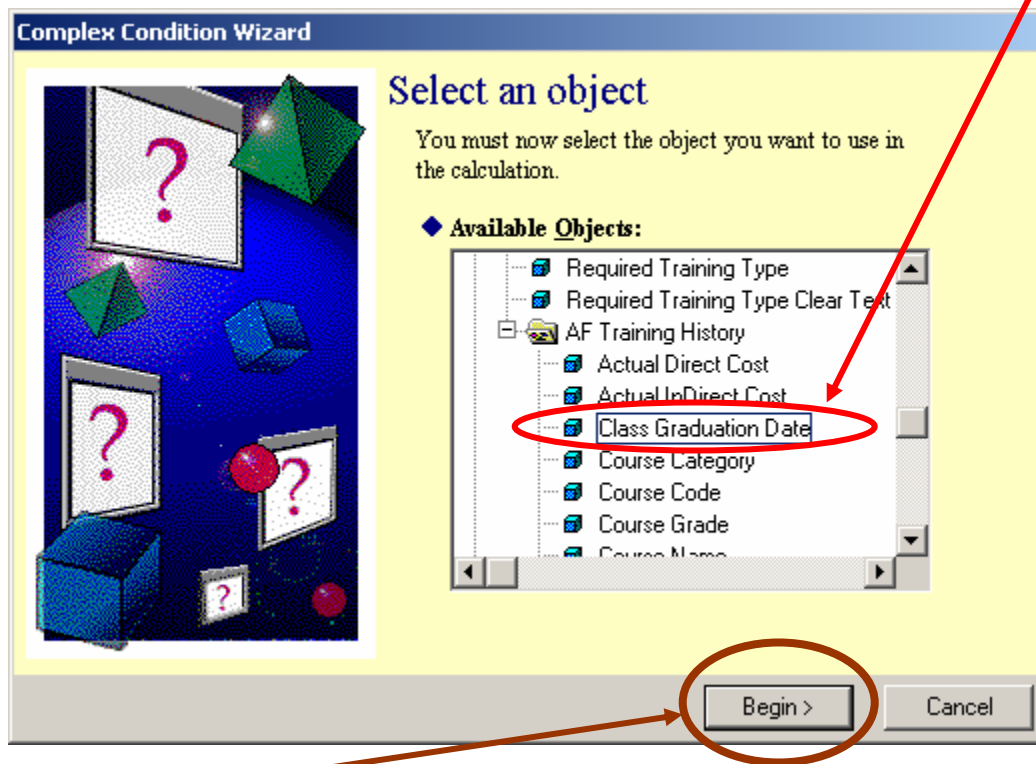 Complex Condition Wizard
Select an object
You must now select the object you want to use in
the calculation.
Available Objects:
Required Training Type
Required Training Type Clear Text
AF Training History
Actual Direct Cost
Actual InDirect Cost
Class Graduation Date
Course Category
Course Code
Course Grade
Course Name
Begin >
Cancel
?
?
?
?